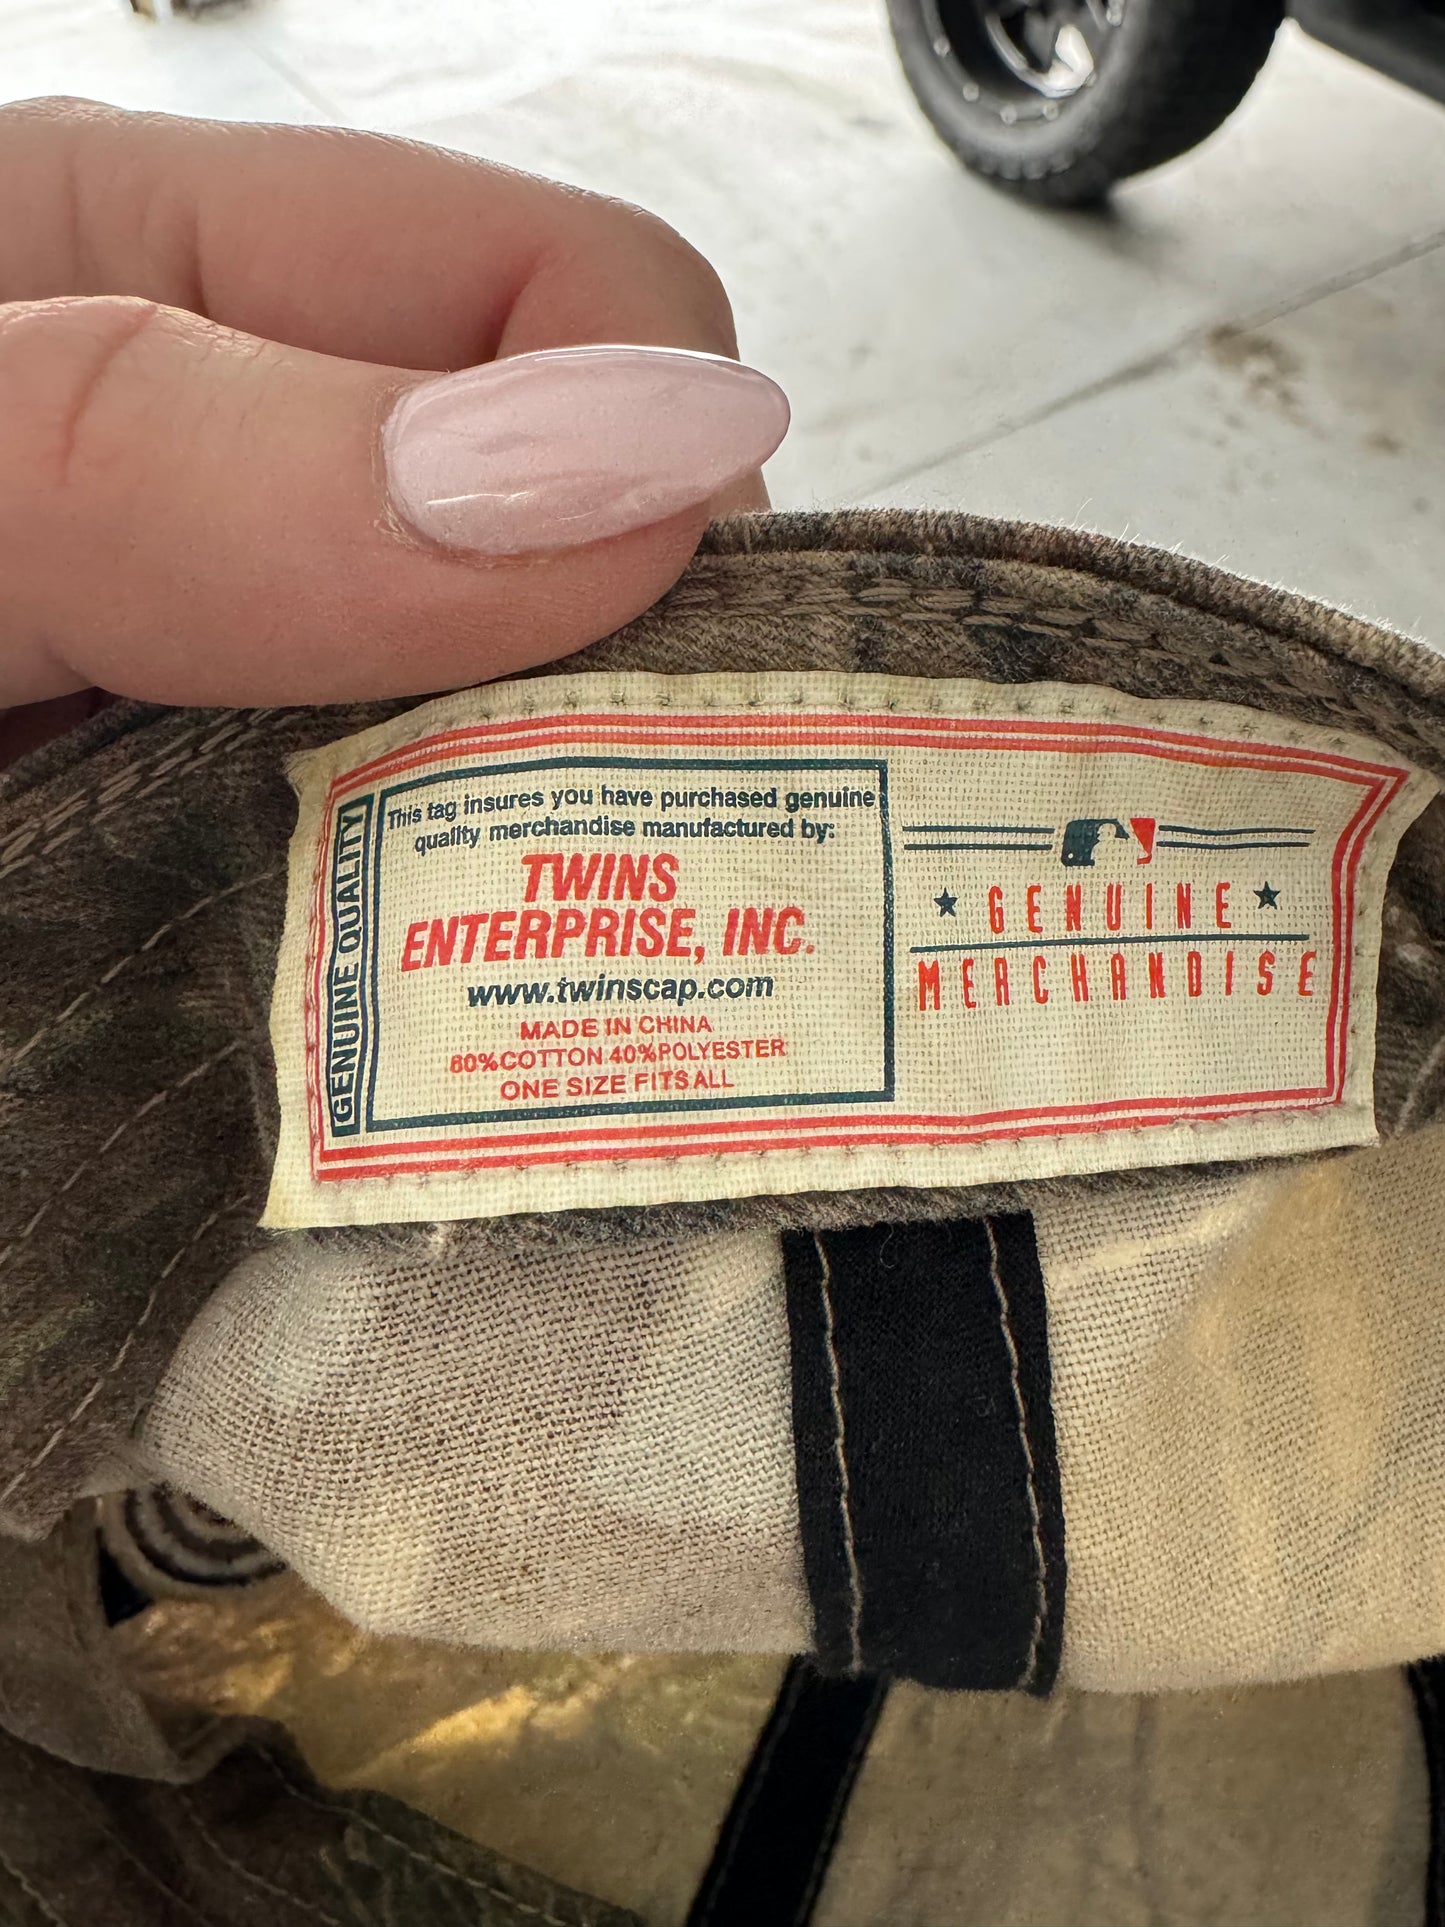 GENUINE QUALITY
This tag insures you have purchased genuine
quality merchandise manufactured by:
TWINS
ENTERPRISE, INC.
www.twinscap.com
MADE IN CHINA
60%COTTON 40%POLYESTER
ONE SIZE FITS ALL
★ GENUINE ★
MERCHANDISE